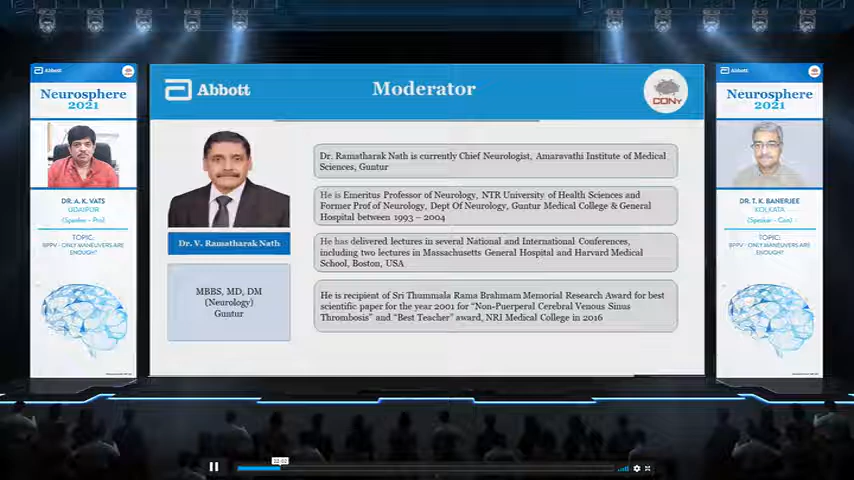 Abbott
Neurosphere
2021
DR. A. K. VATS
UDAIPUR
(Speaker - Pro)
TOPIC:
BPPV - ONLY MANEUVERS ARE
ENOUGH?
Abbott
Moderator
CONy
Dr. V. Ramatharak Nath
MBBS, MD, DM
(Neurology)
Guntur
Dr. Ramatharak Nath is currently Chief Neurologist, Amaravathi Institute of Medical
Sciences, Guntur
He is Emeritus Professor of Neurology, NTR University of Health Sciences and
Former Prof of Neurology, Dept Of Neurology, Guntur Medical College & General
Hospital between 1993 – 2004
He has delivered lectures in several National and International Conferences,
including two lectures in Massachusetts General Hospital and Harvard Medical
School, Boston, USA
He is recipient of Sri Thummala Rama Brahmam Memorial Research Award for best
scientific paper for the year 2001 for "Non-Puerperal Cerebral Venous Sinus
Thrombosis" and "Best Teacher" award, NRI Medical College in 2016
Abbott
Neurosphere
2021
DR. T. K. BANERJEE
KOLKATA
(Speaker - Con)
TOPIC:
BPPV - ONLY MANEUVERS ARE
ENOUGH?